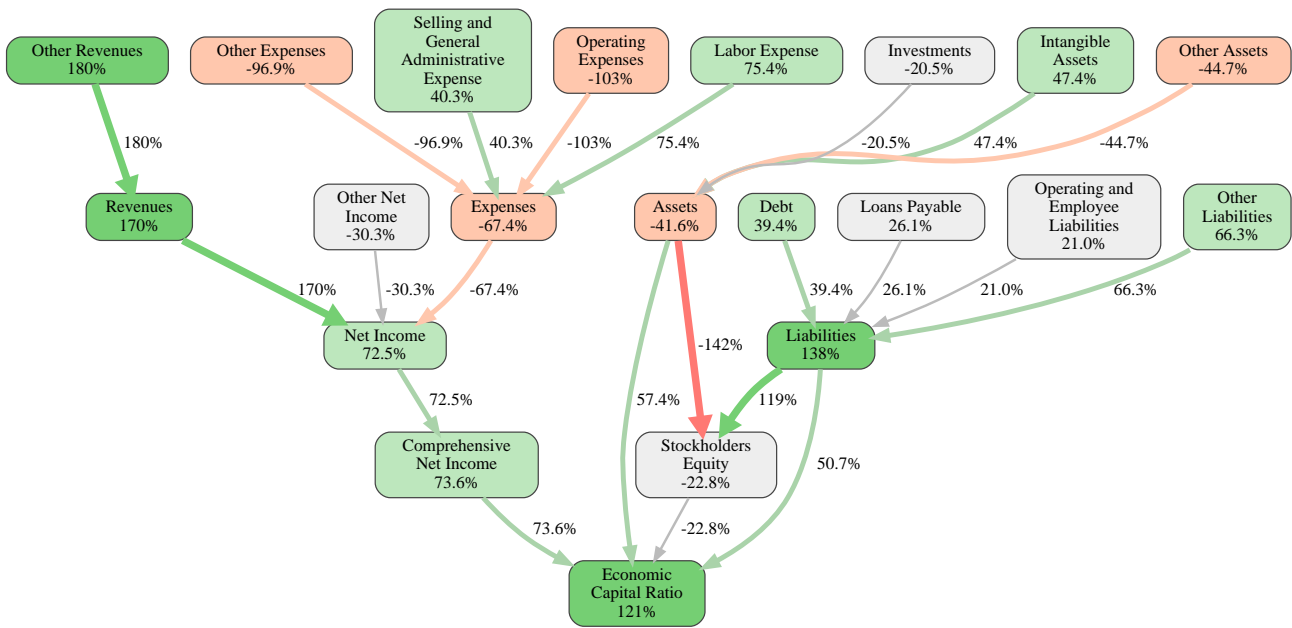 Other Revenues
180%
Other Expenses
-96.9%
Selling and
General
Administrative
Expense
40.3%
Operating
Expenses
-103%
Labor Expense
75.4%
Investments
-20.5%
Intangible
Assets
47.4%
Other Assets
-44.7%
180%
-96.9%
40.3%
-103%
75.4%
-20.5%
47.4%
-44.7%
Revenues
170%
Other Net
Income
-30.3%
Expenses
-67.4%
Assets
-41.6%
Debt
39.4%
Loans Payable
26.1%
Operating and
Employee
Liabilities
21.0%
Other
Liabilities
66.3%
170%
-30.3%
-67.4%
39.4%
26.1%
21.0%
66.3%
Net Income
72.5%
-142%
Liabilities
138%
72.5%
57.4%
119%
Comprehensive
Net Income
73.6%
Stockholders
Equity
-22.8%
50.7%
73.6%
-22.8%
Economic
Capital Ratio
121%